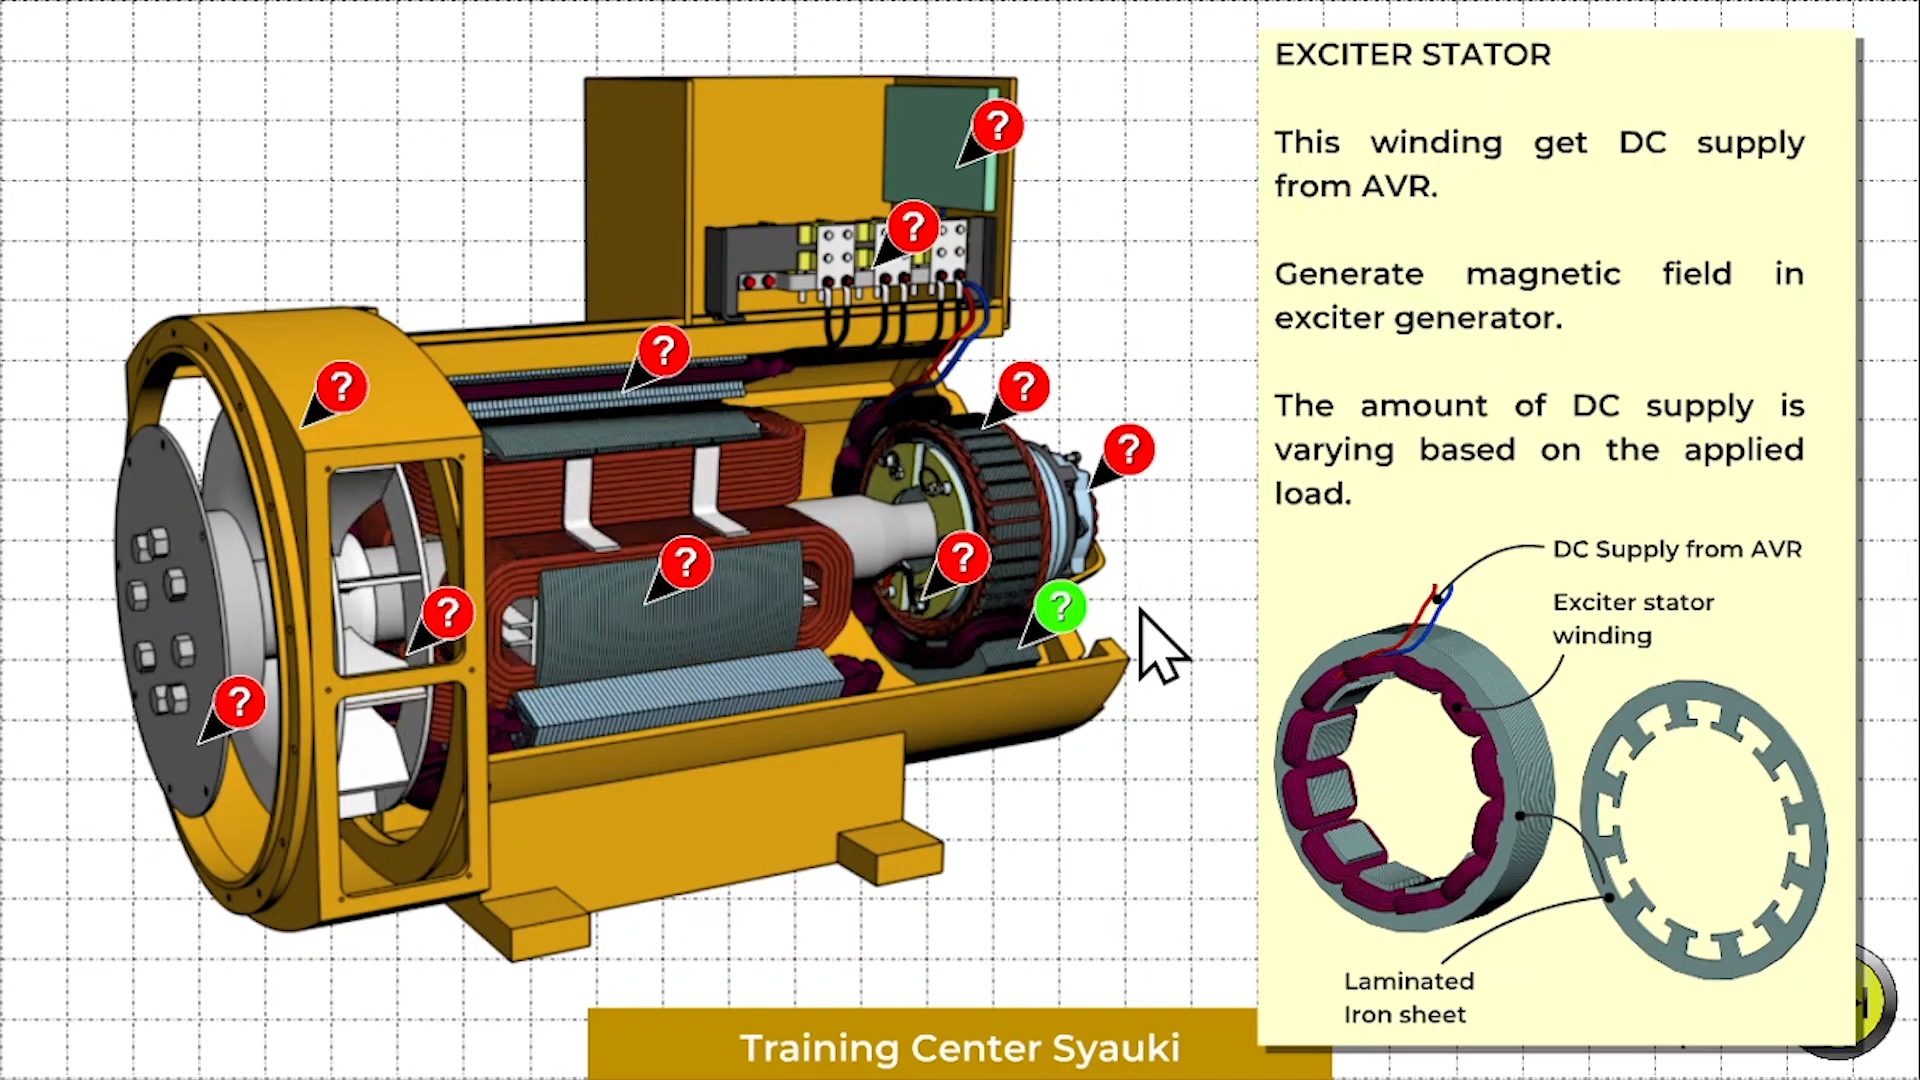 EXCITER STATOR
This winding get DC supply
from AVR.
Generate magnetic field in
exciter generator.
The amount of DC supply is
varying based on the applied
load.
DC Supply from AVR
Exciter stator
winding
Laminated
Iron sheet
?
?
?
?
?
?
?
?
?
?
?
Training Center Syauki